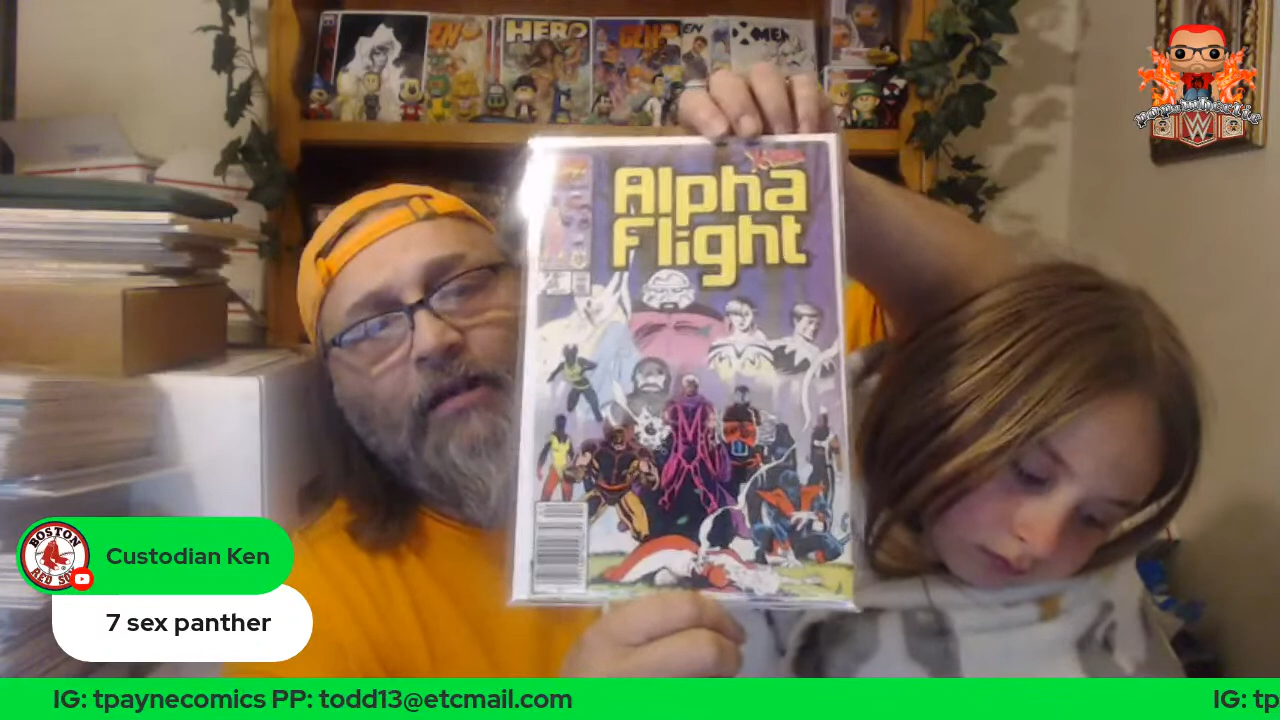 HERO
GEN
X-MEN
Alpha
Flight
W
BOSTON
RED SOX
Custodian Ken
7 sex panther
IG: tpaynecomics PP: todd13@etcmail.com
IG: tp